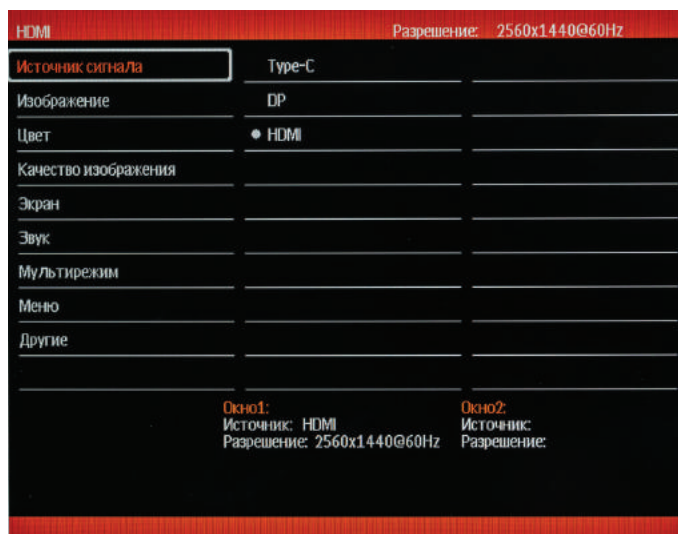 HDMI Разрешение: 2560x1440@60Hz
Источник сигнала Type-C
Изображение DP
Цвет HDMI
Качество изображения
Экран
Звук
Мультирежим
Меню
Другие
Окно1: Окно2:
Источник: HDMI Источник:
Разрешение: 2560x1440@60Hz Разрешение: